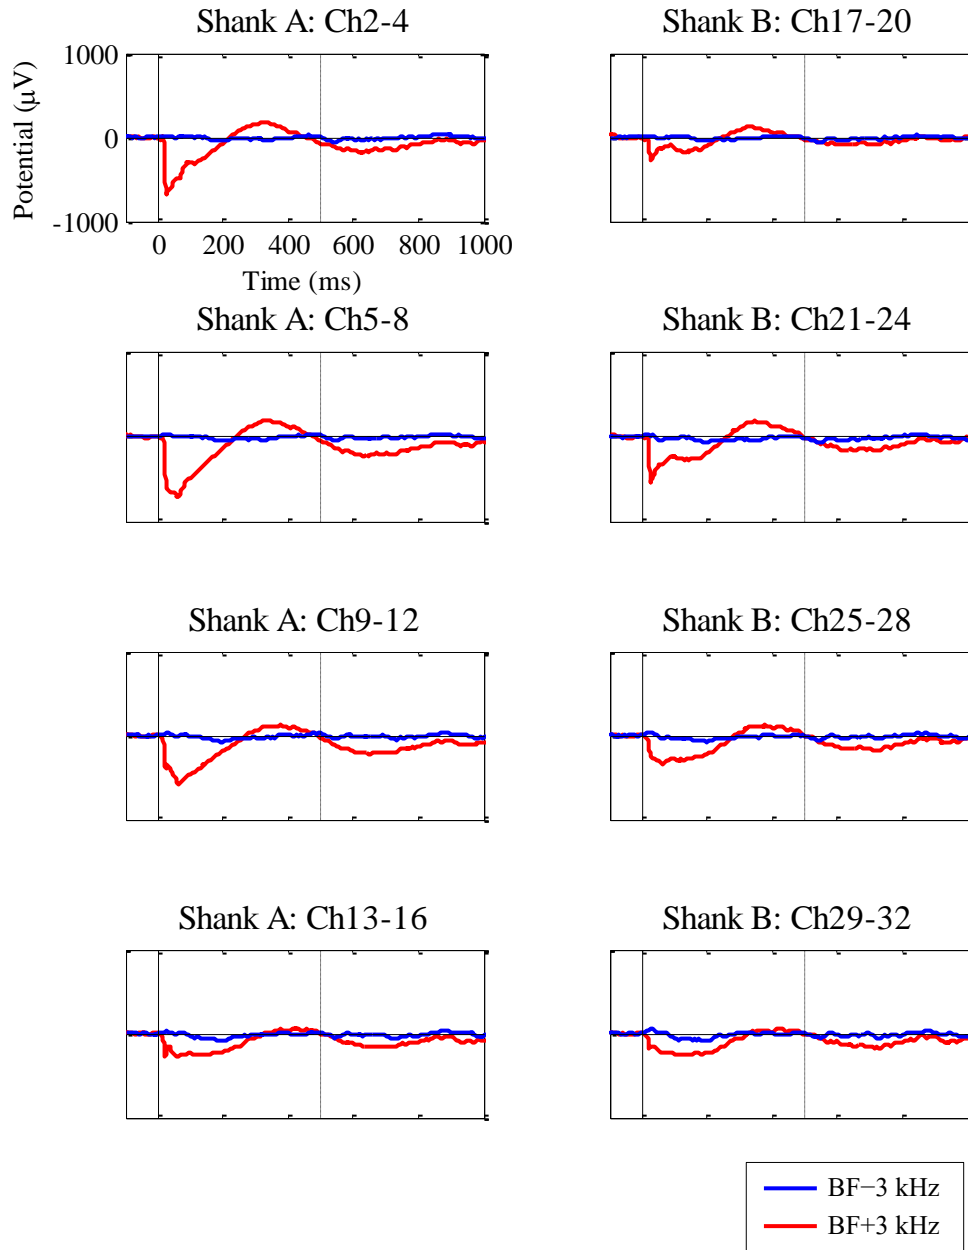 Shank A: Ch2-4
Shank B: Ch17-20
Potential (μV)
1000
0
-1000
0 200 400 600 800 1000
Time (ms)
Shank A: Ch5-8
Shank B: Ch21-24
Shank A: Ch9-12
Shank B: Ch25-28
Shank A: Ch13-16
Shank B: Ch29-32
BF−3 kHz
BF+3 kHz